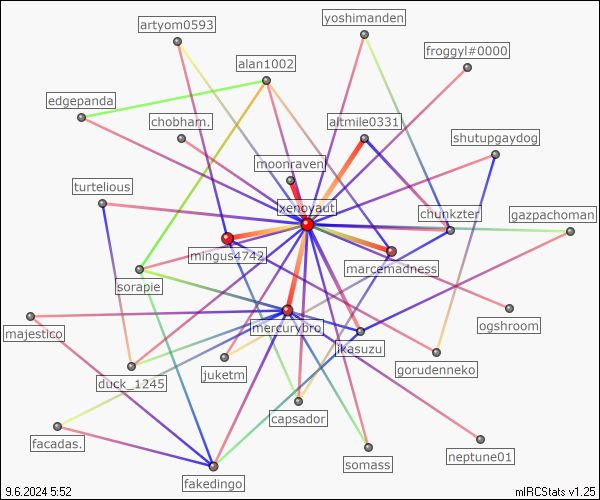 yoshimanden
artyom0593
froggyl#0000
alan1002
edgepanda
chobham.
altmile0331
shutupgaydog
moonraven
turtelious
xenoyaut
chunkzter
gazpachoman
mingus4742
marcemadness
sorapie
majestico
mercurybro
ogshroom
ikasuzu
juketm
gorudenneko
duck_1245
capsador
facadas.
somass
neptune01
fakedingo
9.6.2024 5:52
mIRCStats v1.25